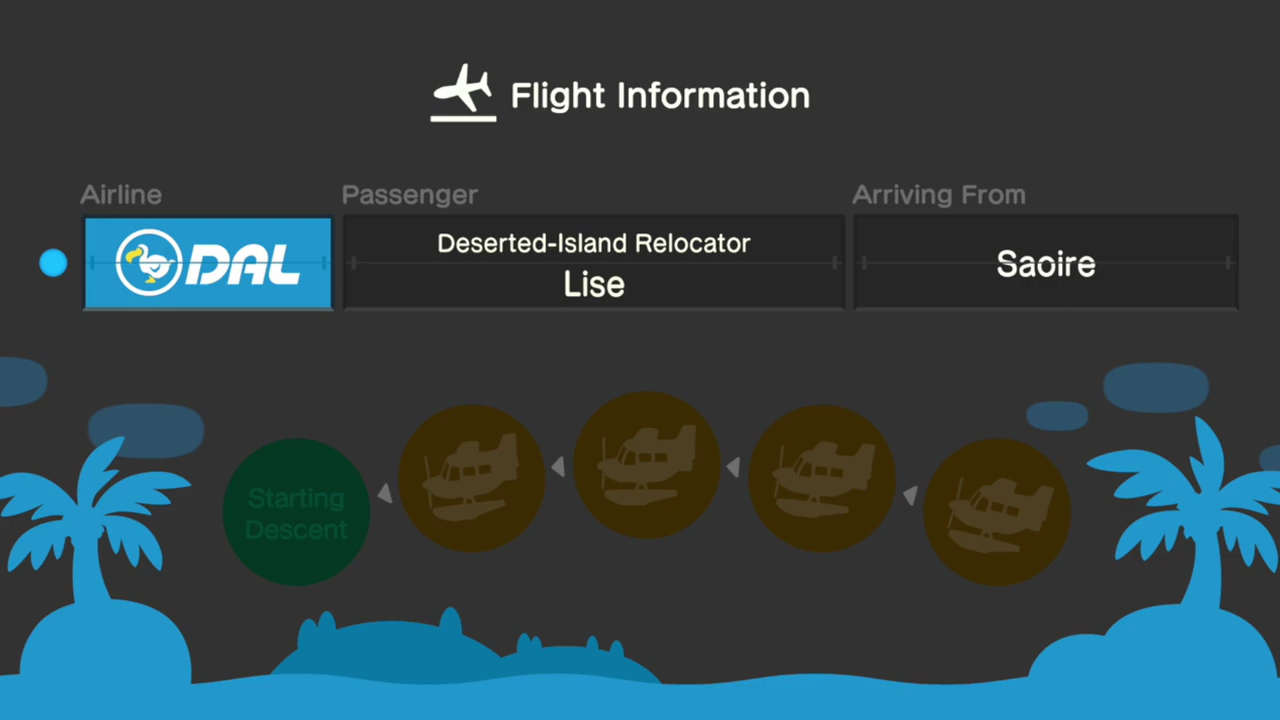 Flight Information
Airline
Passenger
Arriving From
DAL
Deserted-Island Relocator
Lise
Saoire
Starting
Descent